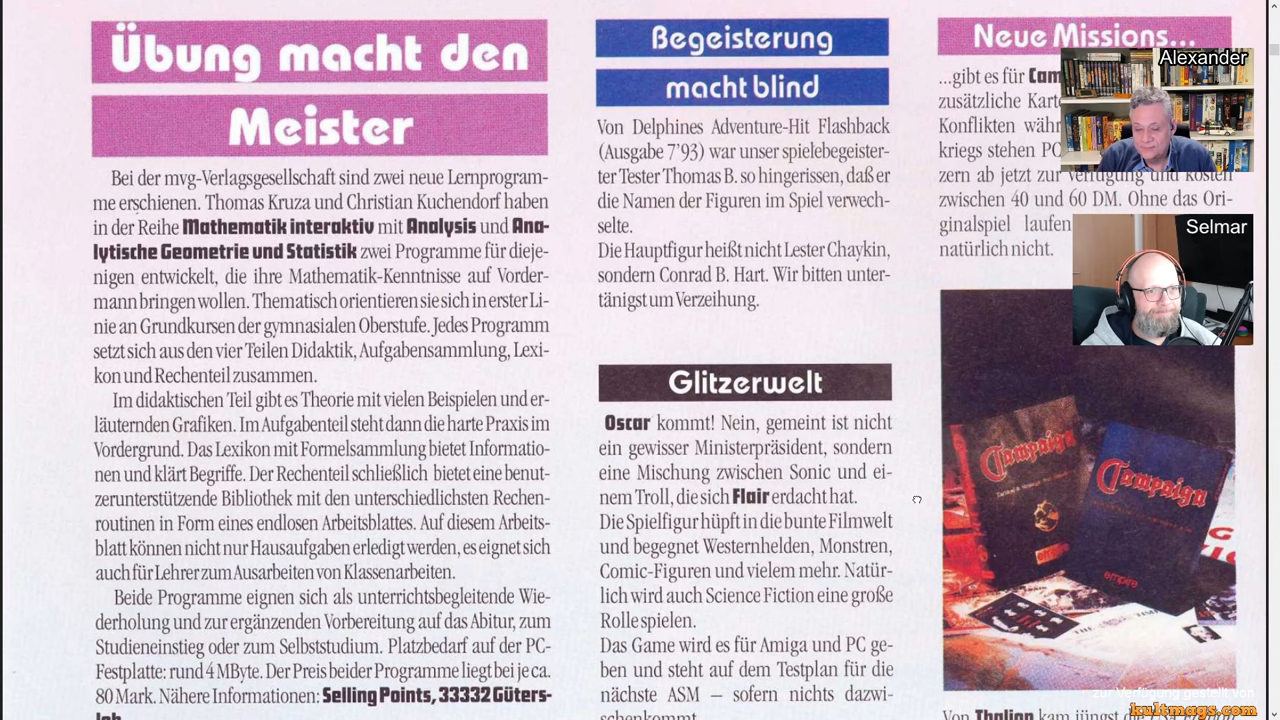 Übung macht den
Meister
Bei der mvg-Verlagsgesellschaft sind zwei neue Lernprogram-
me erschienen. Thomas Kruza und Christian Kuchendorf haben
in der Reihe Mathematik interaktiv mit Analysis und Ana-
lytische Geometrie und Statistik zwei Programme für dieje-
nigen entwickelt, die ihre Mathematik-Kenntnisse auf Vorder-
mann bringen wollen. Thematisch orientieren sie sich in erster Li-
nie an Grundkursen der gymnasialen Oberstufe. Jedes Programm
setzt sich aus den vier Teilen Didaktik, Aufgabensammlung, Lexi-
kon und Rechenteil zusammen.
Im didaktischen Teil gibt es Theorie mit vielen Beispielen und er-
läuternden Grafiken. Im Aufgabenteil steht dann die harte Praxis im
Vordergrund. Das Lexikon mit Formelsammlung bietet Informatio-
nen und klärt Begriffe. Der Rechenteil schließlich bietet eine benut-
zerunterstützende Bibliothek mit den unterschiedlichsten Rechen-
routinen in Form eines endlosen Arbeitsblattes. Auf diesem Arbeits-
blatt können nicht nur Hausaufgaben erledigt werden, es eignet sich
auch für Lehrer zum Ausarbeiten von Klassenarbeiten.
Beide Programme eignen sich als unterrichtsbegleitende Wie-
derholung und zur ergänzenden Vorbereitung auf das Abitur, zum
Studieneinstieg oder zum Selbststudium. Platzbedarf auf der PC-
Festplatte: rund 4 MByte. Der Preis beider Programme liegt bei je ca.
80 Mark. Nähere Informationen: Selling Points, 33332 Güters-
loh
Begeisterung
macht blind
Von Delphines Adventure-Hit Flashback
(Ausgabe 7'93) war unser spielebegeister-
ter Tester Thomas B. so hingerissen, daß er
die Namen der Figuren im Spiel verwech-
selte.
Die Hauptfigur heißt nicht Lester Chaykin,
sondern Conrad B. Hart. Wir bitten unter-
tänigst um Verzeihung.
Glitzerwelt
Oscar kommt! Nein, gemeint ist nicht
ein gewisser Ministerpräsident, sondern
eine Mischung zwischen Sonic und ei-
nem Troll, die sich Flair erdacht hat.
Die Spielfigur hüpft in die bunte Filmwelt
und begegnet Westernhelden, Monstren,
Comic-Figuren und vielem mehr. Natür-
lich wird auch Science Fiction eine große
Rolle spielen.
Das Game wird es für Amiga und PC ge-
ben und steht auf dem Testplan für die
nächste ASM — sofern nichts dazwi-
schenkommt
Neue Missions...
...gibt es für Cam
zusätzliche Kart
Konflikten währ
kriegs stehen PC
zern ab jetzt zur Verfügung und kosten
zwischen 40 und 60 DM. Ohne das Ori-
ginalspiel laufen
natürlich nicht.
Alexander
Selmar
Campaign
Campaign
empire
Von Thalion kam jüngst die
zur Verfügung gestellt von
kultmags.com